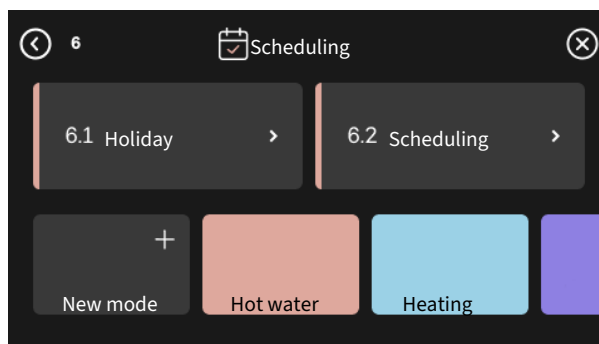 6 Scheduling
6.1 Holiday
6.2 Scheduling
New mode
Hot water
Heating